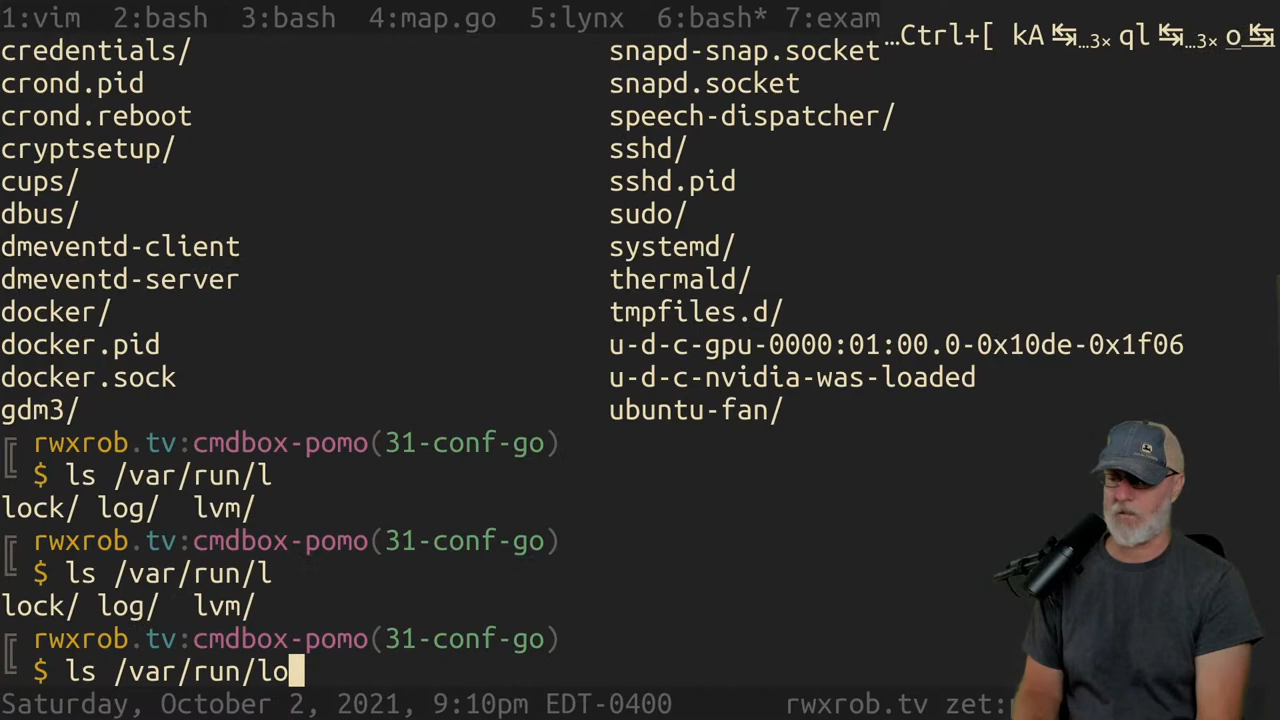 1:vim 2:bash 3:bash 4:map.go 5:lynx 6:bash* 7:exam
…Ctrl+[ kA ↹…3× ql ↹…3× o ↹
credentials/ snapd-snap.socket
crond.pid snapd.socket
crond.reboot speech-dispatcher/
cryptsetup/ sshd/
cups/ sshd.pid
dbus/ sudo/
dmeventd-client systemd/
dmeventd-server thermald/
docker/ tmpfiles.d/
docker.pid u-d-c-gpu-0000:01:00.0-0x10de-0x1f06
docker.sock u-d-c-nvidia-was-loaded
gdm3/ ubuntu-fan/
╔ rwxrob.tv:cmdbox-pomo(31-conf-go)
╚ $ ls /var/run/l
lock/ log/ lvm/
╔ rwxrob.tv:cmdbox-pomo(31-conf-go)
╚ $ ls /var/run/l
lock/ log/ lvm/
╔ rwxrob.tv:cmdbox-pomo(31-conf-go)
╚ $ ls /var/run/lo
Saturday, October 2, 2021, 9:10pm EDT-0400 rwxrob.tv zet: